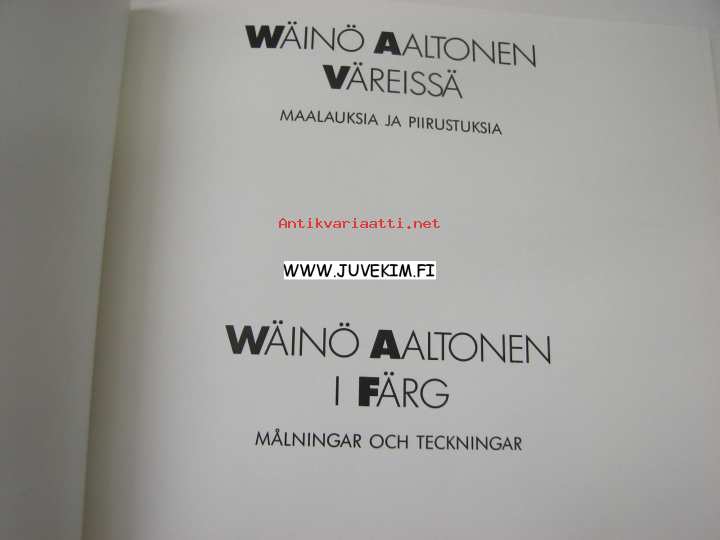 WÄINÖ AALTONEN
VÄREISSÄ
MAALAUKSIA JA PIIRUSTUKSIA
Antikvariaatti.net
WWW.JUVEKIM.FI
WÄINÖ AALTONEN
I FÄRG
MÅLNINGAR OCH TECKNINGAR